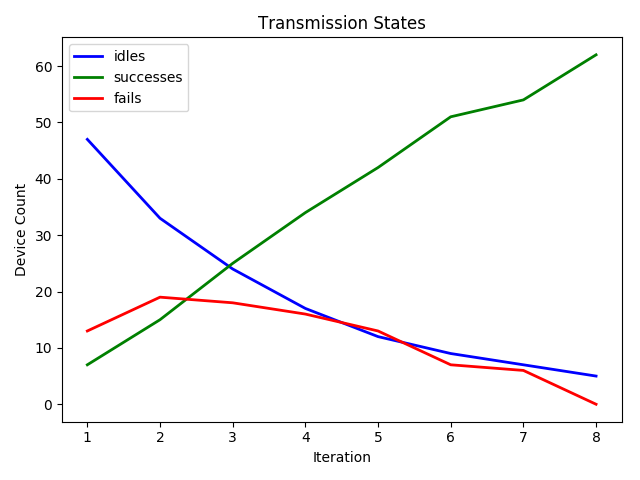 Transmission States
idles
successes
fails
Device Count
60
50
40
30
20
10
0
1 2 3 4 5 6 7 8
Iteration